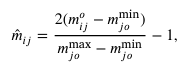 \hat{m}_{ij} = \frac{2(m_{ij}^{o} - m_{jo}^{\min})}{m_{jo}^{\max} - m_{jo}^{\min}} - 1,